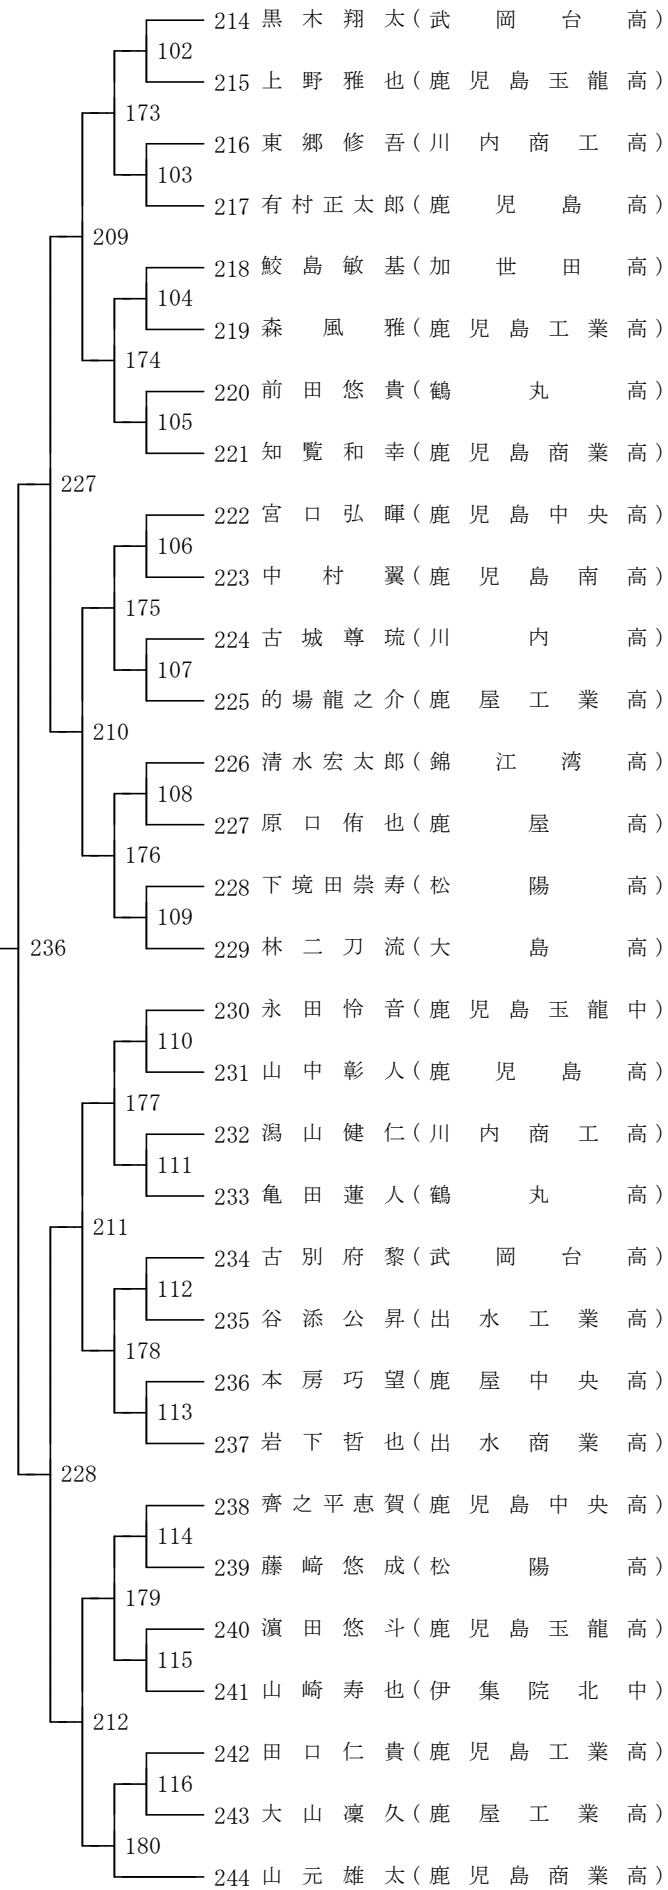 214 黒木翔太(武岡台高)
102
215 上野雅也(鹿児島玉龍高)
173
216 東郷修吾(川内商工高)
103
217 有村正太郎(鹿児島高)
209
218 鮫島敏基(加世田高)
104
219 森風雅(鹿児島工業高)
174
220 前田悠貴(鶴丸高)
105
221 知覧和幸(鹿児島商業高)
227
222 宮口弘暉(鹿児島中央高)
106
223 中村翼(鹿児島南高)
175
224 古城尊琉(川内高)
107
225 的場龍之介(鹿屋工業高)
210
226 清水宏太郎(錦江湾高)
108
227 原口侑也(鹿屋高)
176
228 下境田崇寿(松陽高)
109
229 林二刀流(大島高)
236
230 永田怜音(鹿児島玉龍中)
110
231 山中彰人(鹿児島高)
177
232 潟山健仁(川内商工高)
111
233 亀田蓮人(鶴丸高)
211
234 古別府黎(武岡台高)
112
235 谷添公昇(出水工業高)
178
236 本房巧望(鹿屋中央高)
113
237 岩下哲也(出水商業高)
228
238 齊之平恵賀(鹿児島中央高)
114
239 藤﨑悠成(松陽高)
179
240 濵田悠斗(鹿児島玉龍高)
115
241 山崎寿也(伊集院北中)
212
242 田口仁貴(鹿児島工業高)
116
243 大山凜久(鹿屋工業高)
180
244 山元雄太(鹿児島商業高)